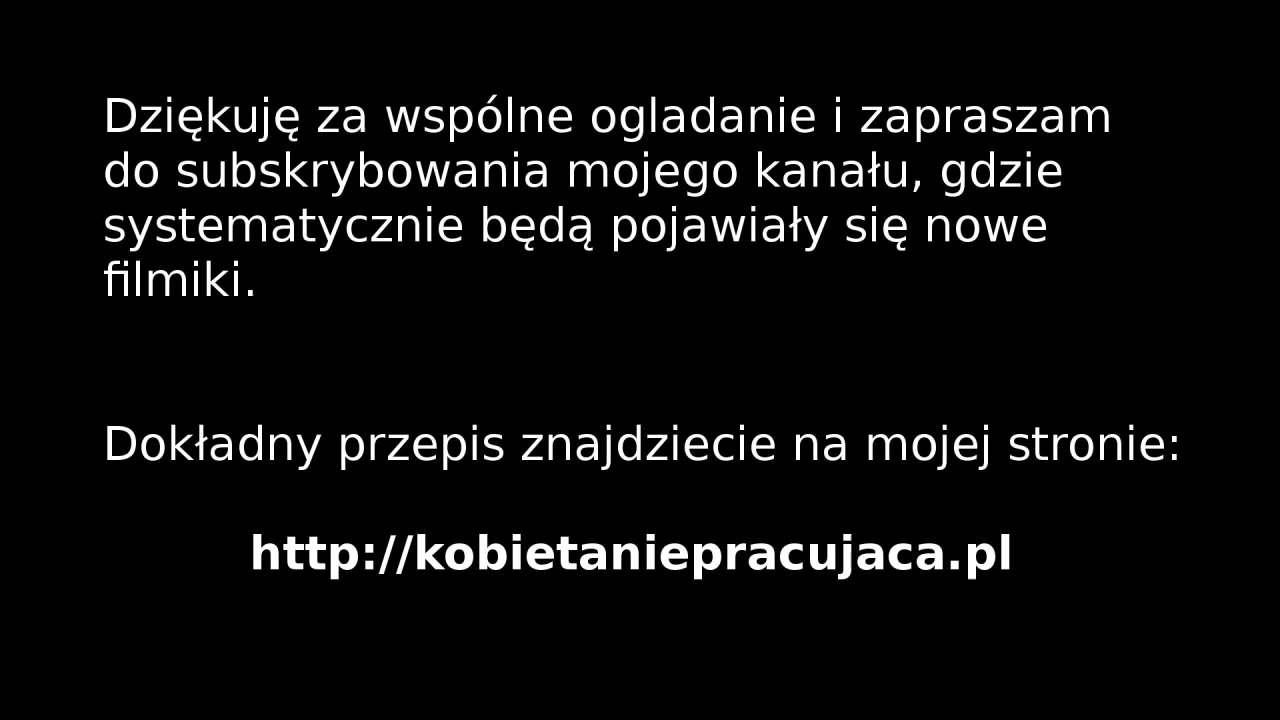 Dziękuję za wspólne ogladanie i zapraszam
do subskrybowania mojego kanału, gdzie
systematycznie będą pojawiały się nowe
filmiki.
Dokładny przepis znajdziecie na mojej stronie:
http://kobietaniepracujaca.pl